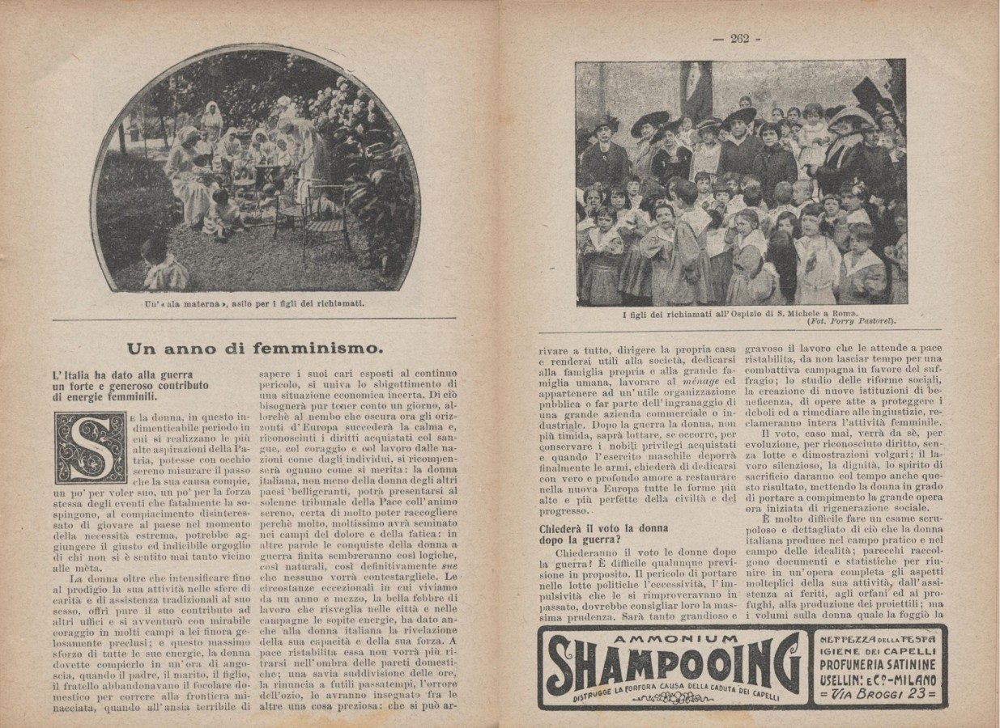 Un' «ala materna», asilo per i figli dei richiamati.
Un anno di femminismo.
L'Italia ha dato alla guerra
un forte e generoso contributo
di energie femminili.
SE la donna, in questo in-
dimenticabile periodo in
cui si realizzano le più
alte aspirazioni della Pa-
tria, potesse con occhio
sereno misurare il passo
che la sua causa compie,
un po' per voler suo, un po' per la forza
stessa degli eventi che fatalmente la so-
spingono, al compiacimento disinteres-
sato di giovare al paese nel momento
della necessità estrema, potrebbe ag-
giungere il giusto ed indicibile orgoglio
di chi non si è sentito mai tanto vicino
alle mèta.
La donna oltre che intensificare fino
al prodigio la sua attività nelle sfere di
carità e di assistenza tradizionali al suo
sesso, offrì pure il suo contributo ad
altri uffici e si avventurò con mirabile
coraggio in molti campi a lei finora ge-
losamente preclusi; e questo massimo
sforzo di tutte le sue energie, la donna
dovette compierlo in un'ora di ango-
scia, quando il padre, il marito, il figlio,
il fratello abbandonavano il focolare do-
mestico per correre alla frontiera mi-
nacciata, quando all'ansia terribile di
sapere i suoi cari esposti al continuo
pericolo, si univa lo sbigottimento di
una situazione economica incerta. Di ciò
bisognerà pur tener conto un giorno, al-
lorchè al nembo che oscura ora gli oriz-
zonti d'Europa succederà la calma e,
riconosciuti i diritti acquistati col san-
gue, col coraggio e col lavoro dalle na-
zioni come dagli individui, si ricompen-
serà ognuno come si merita: la donna
italiana, non meno della donna degli altri
paesi belligeranti, potrà presentarsi al
solenne tribunale della Pace coll'animo
sereno, certa di molto poter raccogliere
perchè molto, moltissimo avrà seminato
nei campi del dolore e della fatica: in
altre parole le conquiste della donna a
guerra finita sembreranno così logiche,
così naturali, così definitivamente sue
che nessuno vorrà contestargliele. Le
circostanze eccezionali in cui viviamo
da un anno e mezzo, la bella febbre di
lavoro che risveglia nelle città e nelle
campagne le sopite energie, ha dato an-
che alla donna italiana la rivelazione
della sua capacità e della sua forza. A
pace ristabilita essa non vorrà più ri-
trarsi nell'ombra delle pareti domesti-
che; una savia suddivisione delle ore,
la rinuncia a futili passatempi, l'orrore
dell'ozio, le avranno insegnato fra le
altre una cosa preziosa: che si può ar-
— 262 -
I figli dei richiamati all'Ospizio di S. Michele a Roma.
(Fot. Porry Pastorel).
rivare a tutto, dirigere la propria casa
e rendersi utili alla società, dedicarsi
alla famiglia propria e alla grande fa-
miglia umana, lavorare al ménage ed
appartenere ad un'utile organizzazione
pubblica o far parte dell'ingranaggio di
una grande azienda commerciale o in-
dustriale. Dopo la guerra la donna, non
più timida, saprà lottare, se occorre, per
conservare i nobili privilegi acquistati
e quando l'esercito maschile deporrà
finalmente le armi, chiederà di dedicarsi
con vero e profondo amore a restaurare
nella nuova Europa tutte le forme più
alte e più perfette della civiltà e del
progresso.
Chiederà il voto la donna
dopo la guerra?
Chiederanno il voto le donne dopo
la guerra? È difficile qualunque previ-
sione in proposito. Il pericolo di portare
nelle lotte politiche l'eccessività, l'im-
pulsività che le si rimproveravano in
passato, dovrebbe consigliar loro la mas-
sima prudenza. Sarà tanto grandioso e
gravoso il lavoro che le attende a pace
ristabilita, da non lasciar tempo per una
combattiva campagna in favore del suf-
fragio; lo studio delle riforme sociali,
la creazione di nuove istituzioni di be-
neficenza, di opere atte a proteggere i
deboli ed a rimediare alle ingiustizie, re-
clameranno intera l'attività femminile.
Il voto, caso mai, verrà da sè, per
evoluzione, per riconosciuto diritto, sen-
za lotte e dimostrazioni volgari; il la-
voro silenzioso, la dignità, lo spirito di
sacrificio daranno col tempo anche que-
sto risultato, mettendo la donna in grado
di portare a compimento la grande opera
ora iniziata di rigenerazione sociale.
È molto difficile fare un esame scru-
poloso e dettagliato di ciò che la donna
italiana produce nel campo pratico e nel
campo delle idealità; parecchi raccol-
gono documenti e statistiche per riu-
nire in un'opera completa gli aspetti
molteplici della sua attività, dall'assi-
stenza ai feriti, agli orfani ed ai pro-
fughi, alla produzione dei proiettili; ma
i volumi sulla donna quale la foggiò la
AMMONIUM
SHAMPOOING
DISTRUGGE LA FORFORA CAUSA DELLA CADUTA DEI CAPELLI
NETTEZZA DELLA TESTA
IGIENE DEI CAPELLI
PROFUMERIA SATININE
USELLINI E Cº-MILANO
= VIA BROGGI 23 =